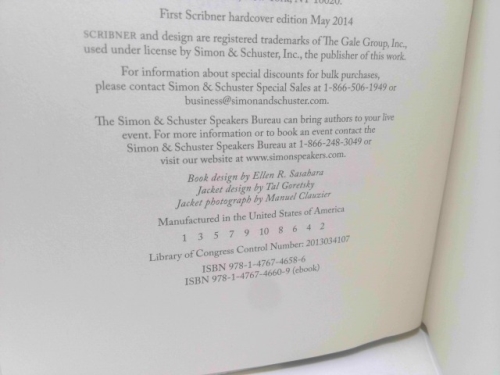 NY 10020.
First Scribner hardcover edition May 2014
SCRIBNER and design are registered trademarks of The Gale Group, Inc.,
used under license by Simon & Schuster, Inc., the publisher of this work.
For information about special discounts for bulk purchases,
please contact Simon & Schuster Special Sales at 1-866-506-1949 or
business@simonandschuster.com.
The Simon & Schuster Speakers Bureau can bring authors to your live
event. For more information or to book an event contact the
Simon & Schuster Speakers Bureau at 1-866-248-3049 or
visit our website at www.simonspeakers.com.
Book design by Ellen R. Sasahara
Jacket design by Tal Goretsky
Jacket photograph by Manuel Clauzier
Manufactured in the United States of America
1 3 5 7 9 10 8 6 4 2
Library of Congress Control Number: 2013034107
ISBN 978-1-4767-4658-6
ISBN 978-1-4767-4660-9 (ebook)